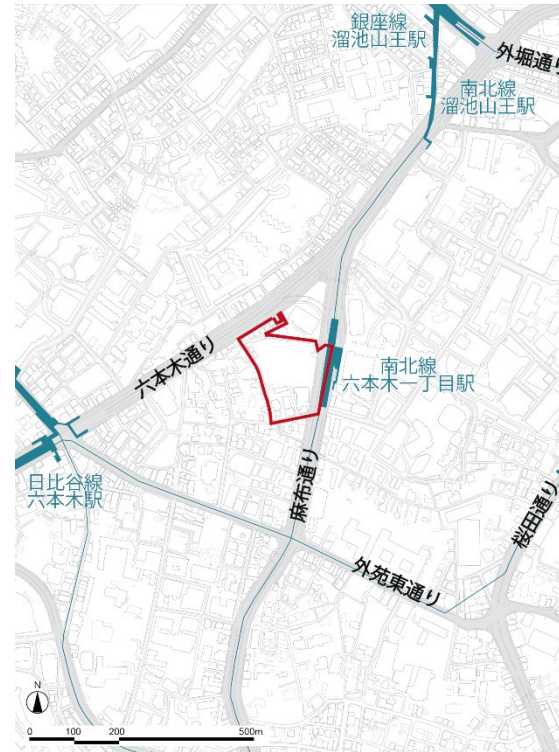 銀座線
溜池山王駅
外堀通り
南北線
溜池山王駅
六本木通り
南北線
六本木一丁目駅
日比谷線
六本木駅
麻布通り
桜田通り
外苑東通り
N
0 100 200 500m